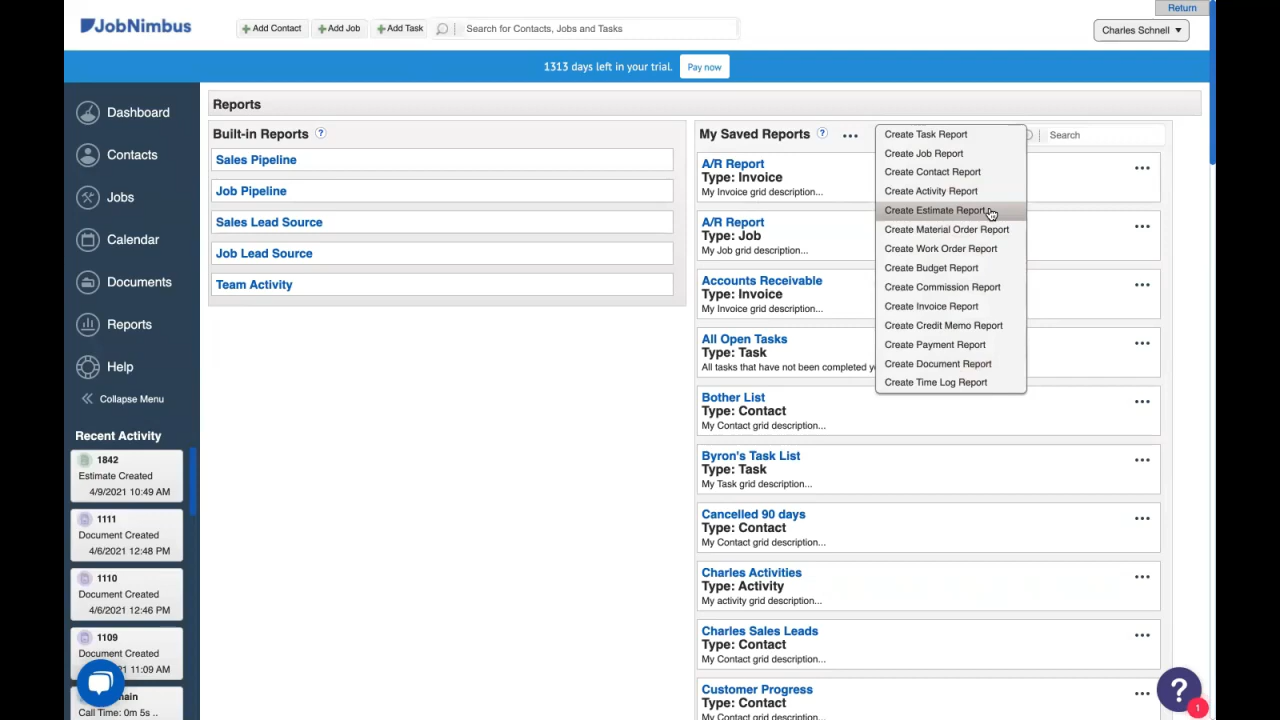 Return
JobNimbus
Add Contact
Add Job
Add Task
Search for Contacts, Jobs and Tasks
Charles Schnell
1313 days left in your trial.
Pay now
Dashboard
Contacts
Jobs
Calendar
Documents
Reports
Help
Collapse Menu
Recent Activity
1842
Estimate Created
4/9/2021 10:49 AM
1111
Document Created
4/6/2021 12:48 PM
1110
Document Created
4/6/2021 12:46 PM
1109
Document Created
11:09 AM
Call Time: 0m 5s ..
Reports
Built-in Reports ?
Sales Pipeline
Job Pipeline
Sales Lead Source
Job Lead Source
Team Activity
My Saved Reports ? •••
Search
A/R Report
Type: Invoice
My Invoice grid description...
A/R Report
Type: Job
My Job grid description...
Accounts Receivable
Type: Invoice
My Invoice grid description...
All Open Tasks
Type: Task
All tasks that have not been completed
Bother List
Type: Contact
My Contact grid description...
Byron's Task List
Type: Task
My Task grid description...
Cancelled 90 days
Type: Contact
My Contact grid description...
Charles Activities
Type: Activity
My activity grid description...
Charles Sales Leads
Type: Contact
My Contact grid description...
Customer Progress
Type: Contact
My Contact grid description...
Create Task Report
Create Job Report
Create Contact Report
Create Activity Report
Create Estimate Report
Create Material Order Report
Create Work Order Report
Create Budget Report
Create Commission Report
Create Invoice Report
Create Credit Memo Report
Create Payment Report
Create Document Report
Create Time Log Report
?
1